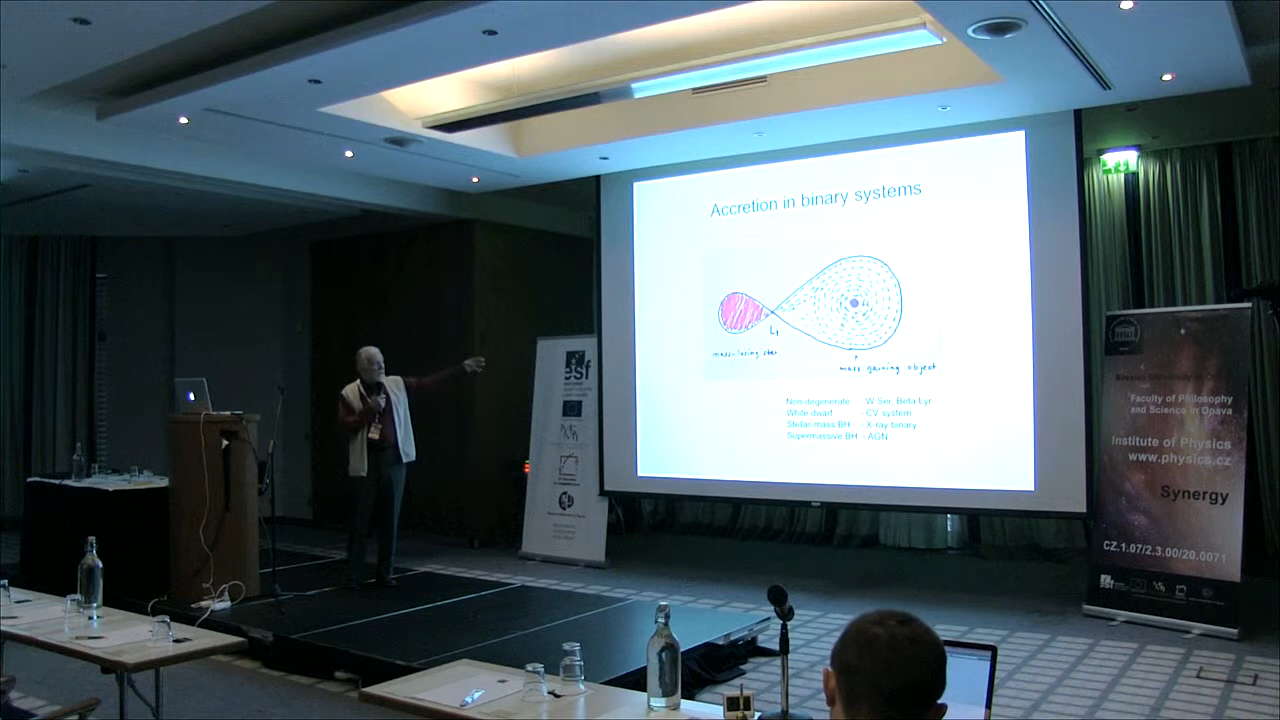 Accretion in binary systems
L1
mass losing star
mass gaining object
Non-degenerate - W Ser, Beta Lyr
White dwarf - CV system
Stellar-mass BH - X-ray binary
Supermassive BH - AGN
esf
Faculty of Philosophy
and Science in Opava
Institute of Physics
www.physics.cz
Synergy
CZ.1.07/2.3.00/20.0071